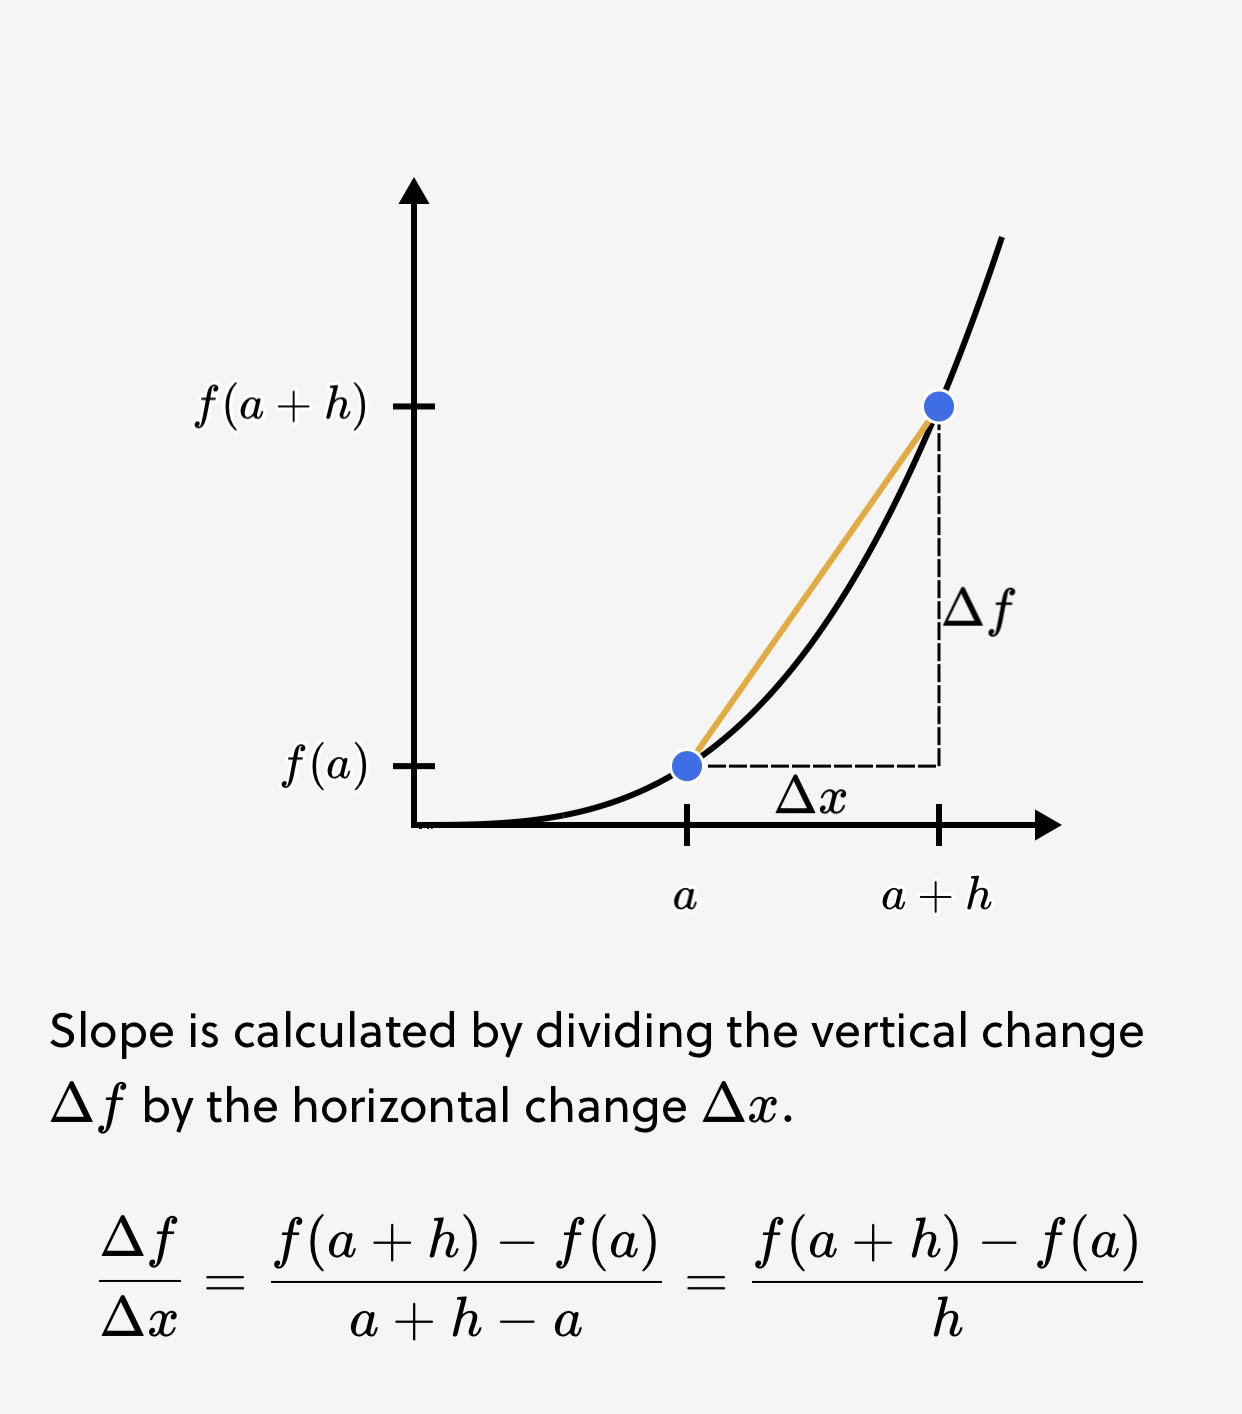 f(a + h)
Δf
f(a)
Δx
a
a + h
Slope is calculated by dividing the vertical change
Δf by the horizontal change Δx.
Δf/Δx = (f(a + h) − f(a))/(a + h − a) = (f(a + h) − f(a))/h